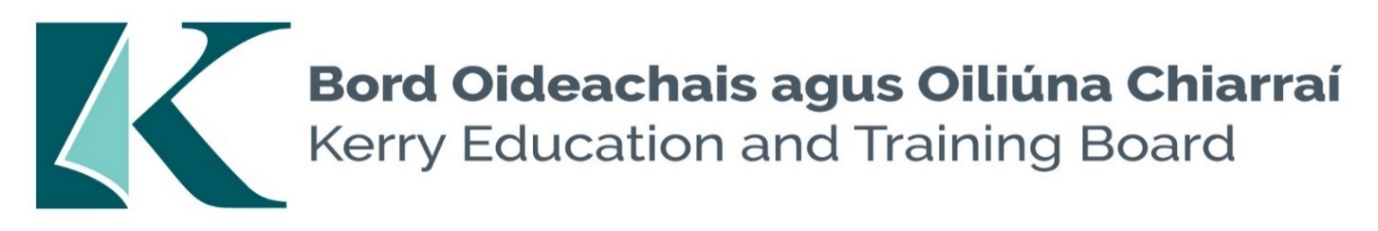 Bord Oideachais agus Oiliúna Chiarraí
Kerry Education and Training Board